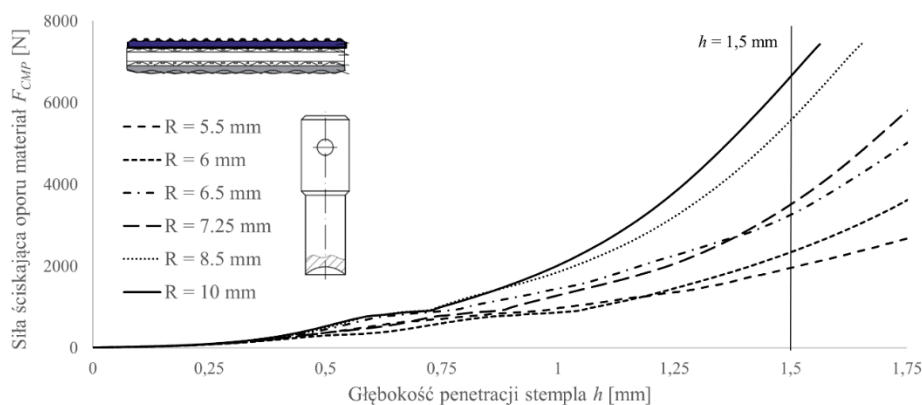 8000
6000
4000
2000
0
Siła ściskająca oporu materiał F_CMP [N]
h = 1,5 mm
R = 5.5 mm
R = 6 mm
R = 6.5 mm
R = 7.25 mm
R = 8.5 mm
R = 10 mm
0 0,25 0,5 0,75 1 1,25 1,5 1,75
Głębokość penetracji stempla h [mm]